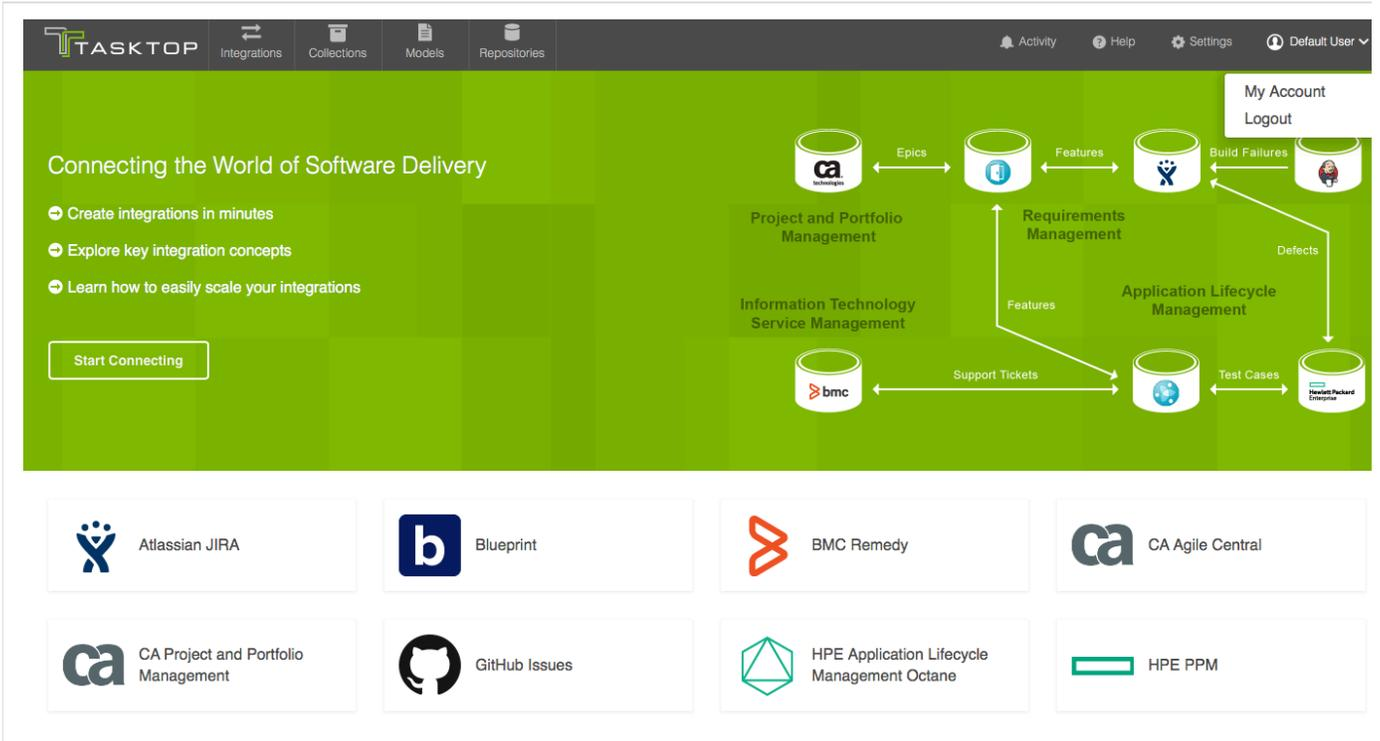 TASKTOP
Integrations
Collections
Models
Repositories
Activity
Help
Settings
Default User
My Account
Logout
Connecting the World of Software Delivery
Create integrations in minutes
Explore key integration concepts
Learn how to easily scale your integrations
Start Connecting
ca
technologies
Epics
Features
Build Failures
Project and Portfolio
Management
Requirements
Management
Defects
Information Technology
Service Management
Features
Application Lifecycle
Management
bmc
Support Tickets
Test Cases
Hewlett Packard
Enterprise
Atlassian JIRA
b
Blueprint
BMC Remedy
ca
CA Agile Central
ca
CA Project and Portfolio
Management
GitHub Issues
HPE Application Lifecycle
Management Octane
HPE PPM